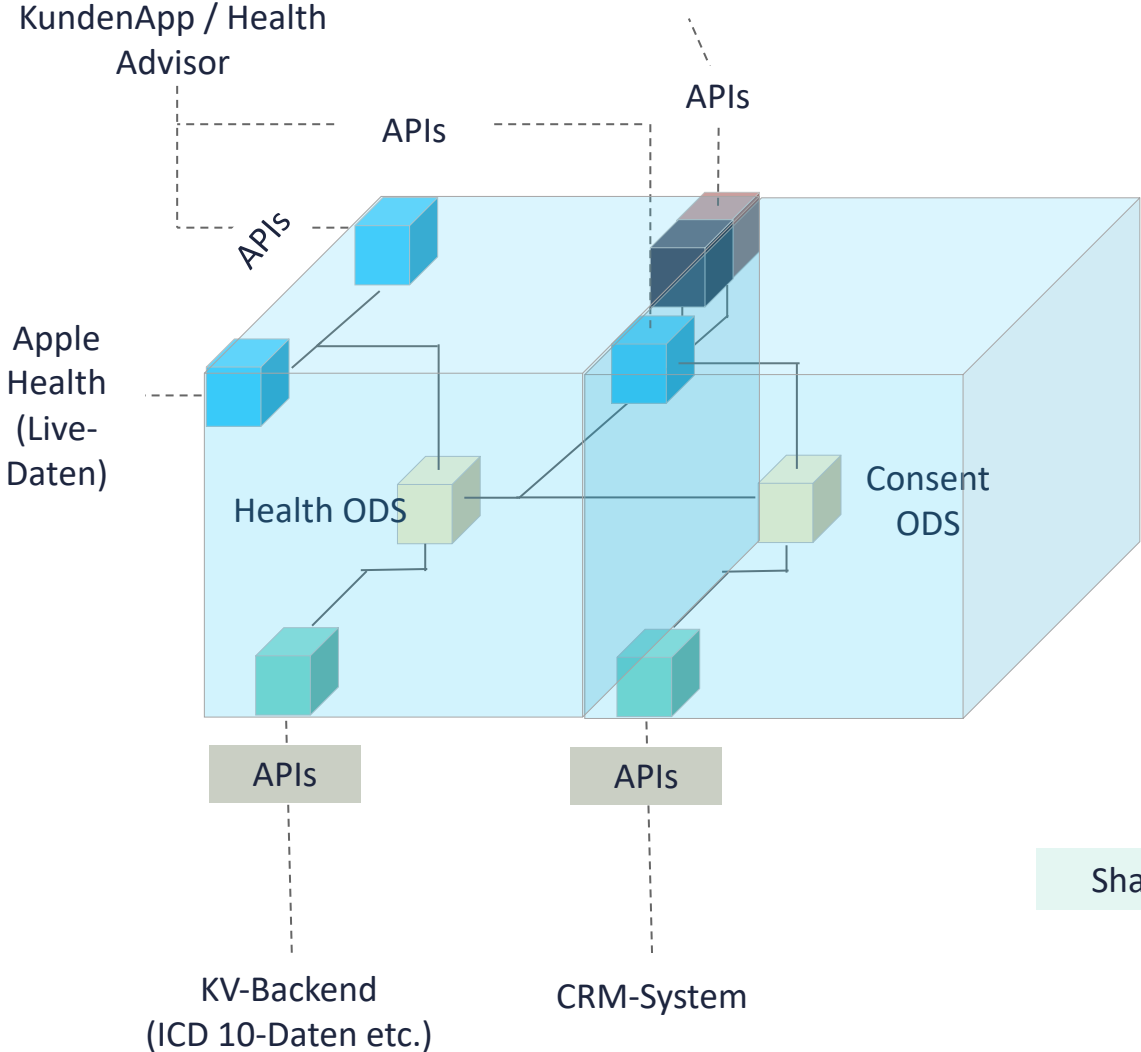 KundenApp / Health
Advisor
APIs
APIs
APIs
Apple
Health
(Live-
Daten)
Health ODS
Consent
ODS
APIs
APIs
KV-Backend
(ICD 10-Daten etc.)
CRM-System